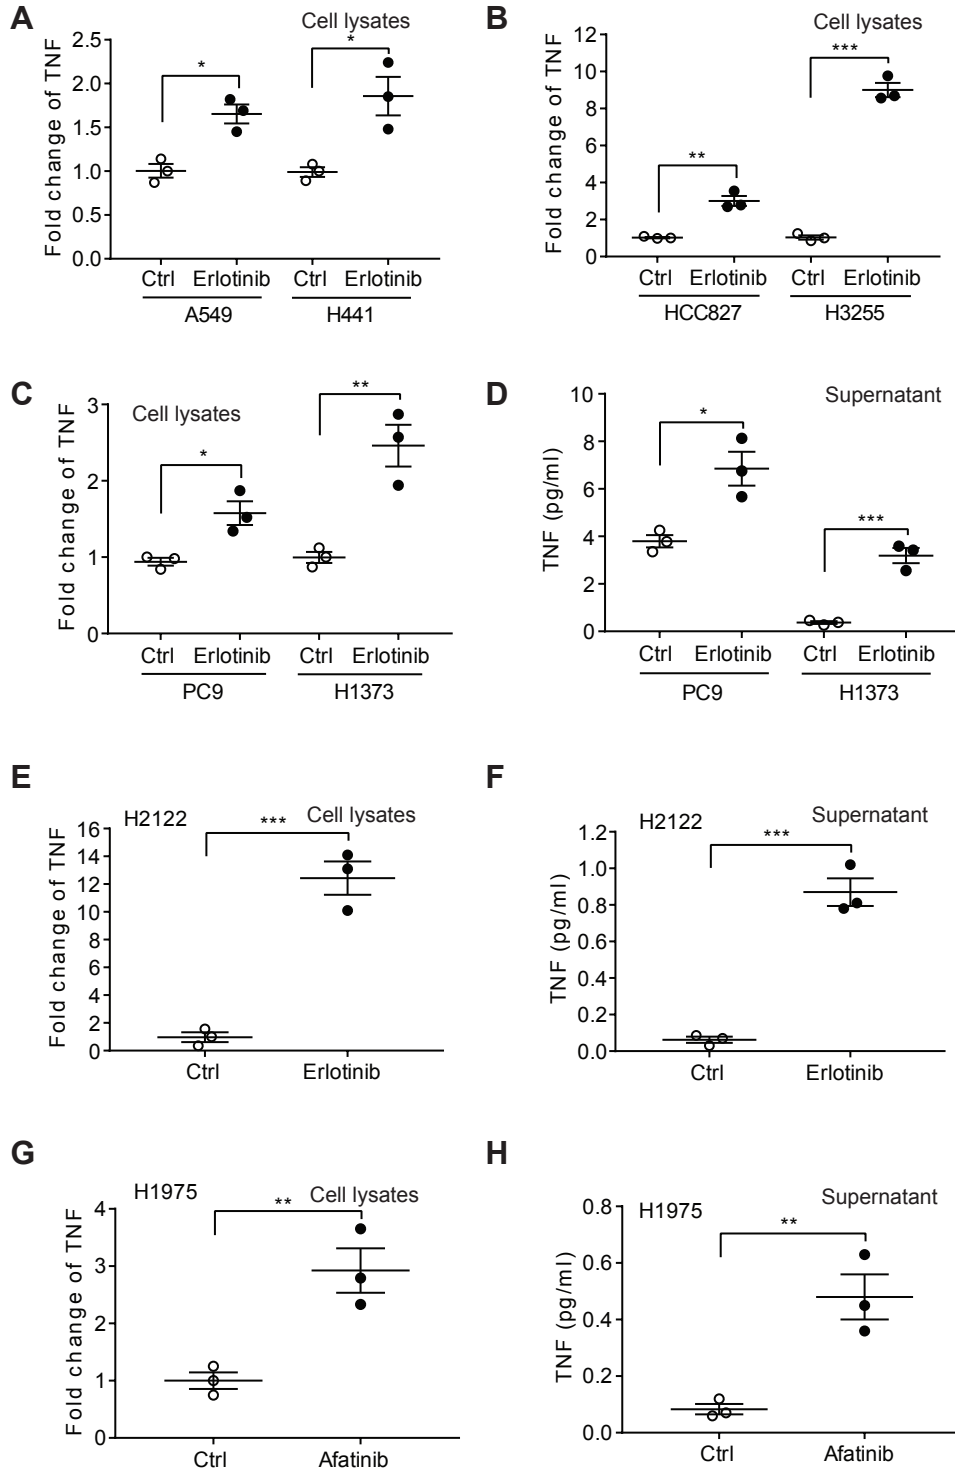 A
Cell lysates
Fold change of TNF
2.5
2.0
1.5
1.0
0.5
0.0
*
*
Ctrl Erlotinib Ctrl Erlotinib
A549 H441
B
Cell lysates
Fold change of TNF
12
10
8
6
4
2
0
**
***
Ctrl Erlotinib Ctrl Erlotinib
HCC827 H3255
C
Cell lysates
Fold change of TNF
3
2
1
0
*
**
Ctrl Erlotinib Ctrl Erlotinib
PC9 H1373
D
Supernatant
TNF (pg/ml)
10
8
6
4
2
0
*
***
Ctrl Erlotinib Ctrl Erlotinib
PC9 H1373
E
H2122
Cell lysates
Fold change of TNF
16
14
12
10
8
6
4
2
0
***
Ctrl Erlotinib
F
H2122
Supernatant
TNF (pg/ml)
1.2
1.0
0.8
0.6
0.4
0.2
0.0
***
Ctrl Erlotinib
G
H1975
Cell lysates
Fold change of TNF
4
3
2
1
0
**
Ctrl Afatinib
H
H1975
Supernatant
TNF (pg/ml)
0.8
0.6
0.4
0.2
0.0
**
Ctrl Afatinib